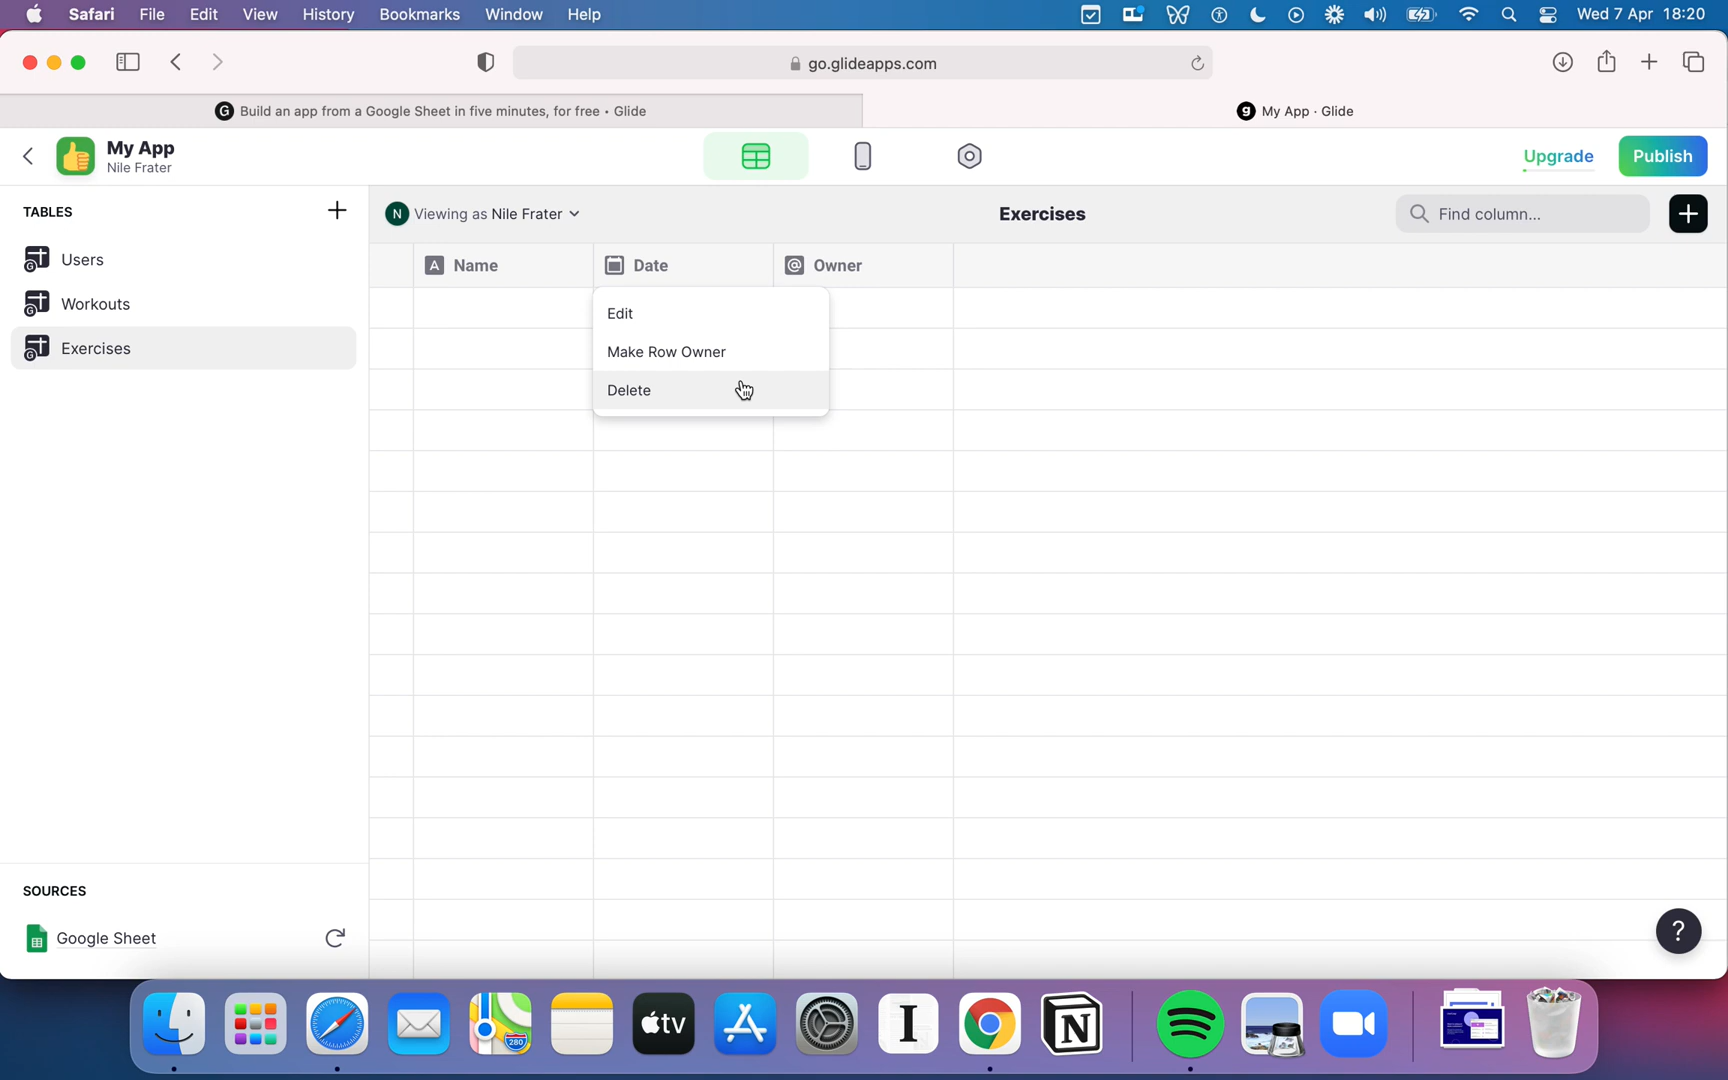 Safari File Edit View History Bookmarks Window Help Wed 7 Apr 18:20
go.glideapps.com
G Build an app from a Google Sheet in five minutes, for free • Glide
g My App · Glide
My App
Nile Frater
Upgrade
Publish
TABLES
N Viewing as Nile Frater
Exercises
Find column...
Users
Workouts
Exercises
A Name
Date
@ Owner
Edit
Make Row Owner
Delete
SOURCES
Google Sheet
?
280
tv
I
N